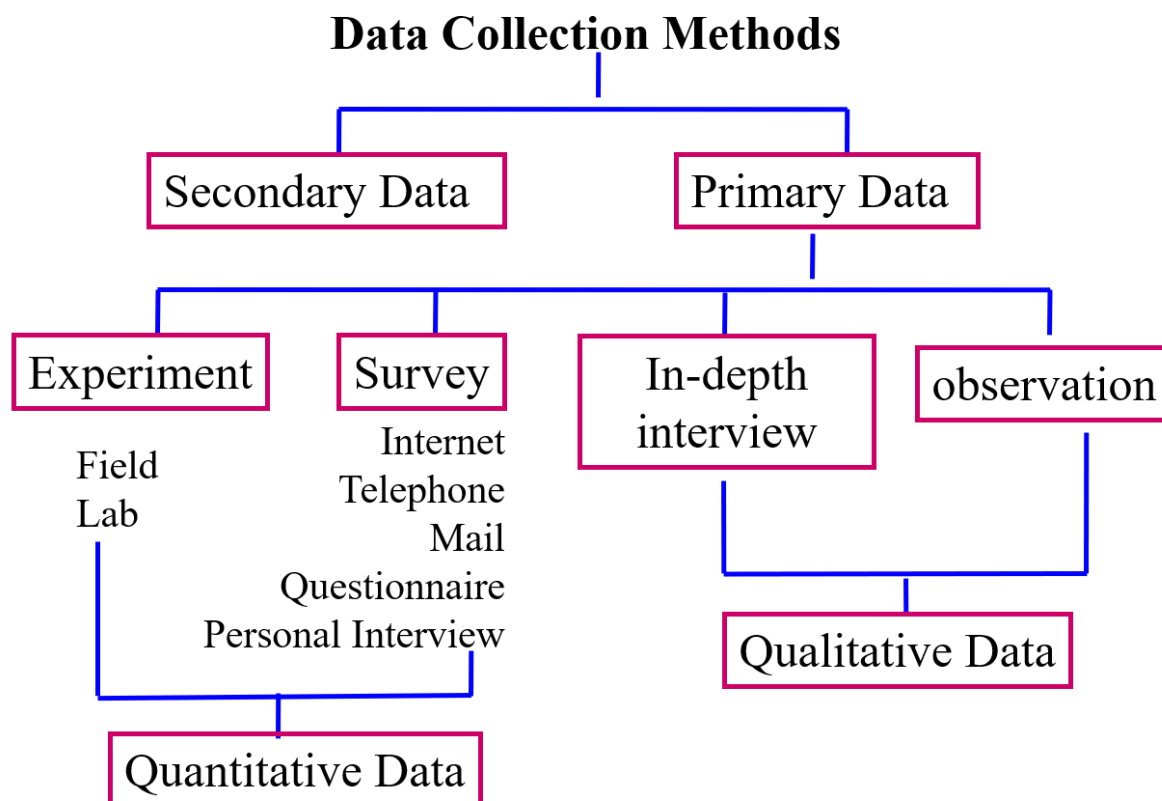 Data Collection Methods
Secondary Data
Primary Data
Experiment
Survey
In-depth
interview
observation
Field
Lab
Internet
Telephone
Mail
Questionnaire
Personal Interview
Qualitative Data
Quantitative Data